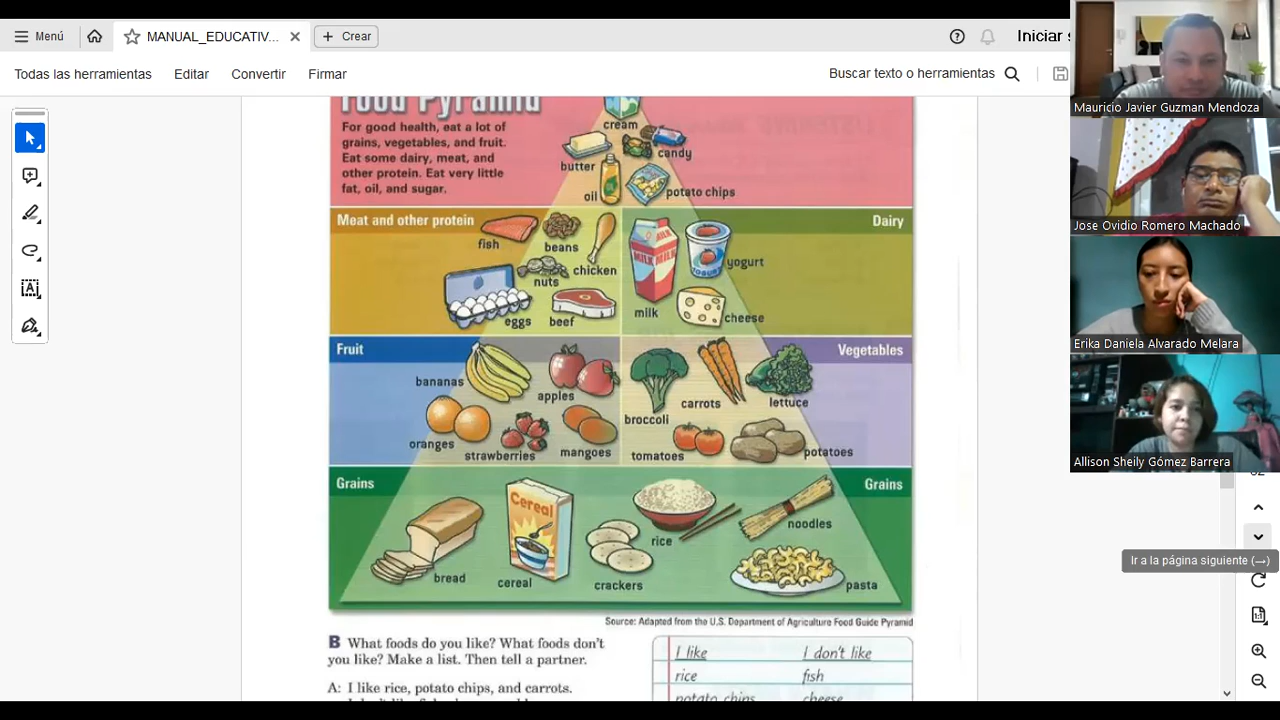 Menú
MANUAL_EDUCATIV...
Crear
Iniciar s
Todas las herramientas
Editar
Convertir
Firmar
Buscar texto o herramientas
Food Pyramid
For good health, eat a lot of
grains, vegetables, and fruit.
Eat some dairy, meat, and
other protein. Eat very little
fat, oil, and sugar.
cream
butter
candy
oil
potato chips
Meat and other protein
Dairy
fish
beans
chicken
nuts
eggs
beef
MILK
MILK
milk
yogurt
cheese
Fruit
Vegetables
bananas
apples
oranges
strawberries
mangoes
broccoli
carrots
lettuce
tomatoes
potatoes
Grains
Grains
bread
Cereal
cereal
crackers
rice
noodles
pasta
Source: Adapted from the U.S. Department of Agriculture Food Guide Pyramid
B What foods do you like? What foods don't
you like? Make a list. Then tell a partner.
A: I like rice, potato chips, and carrots.
I like
I don't like
rice
fish
potato chips
cheese
Mauricio Javier Guzman Mendoza
Jose Ovidio Romero Machado
Erika Daniela Alvarado Melara
Allison Sheily Gómez Barrera
Ir a la página siguiente (→)